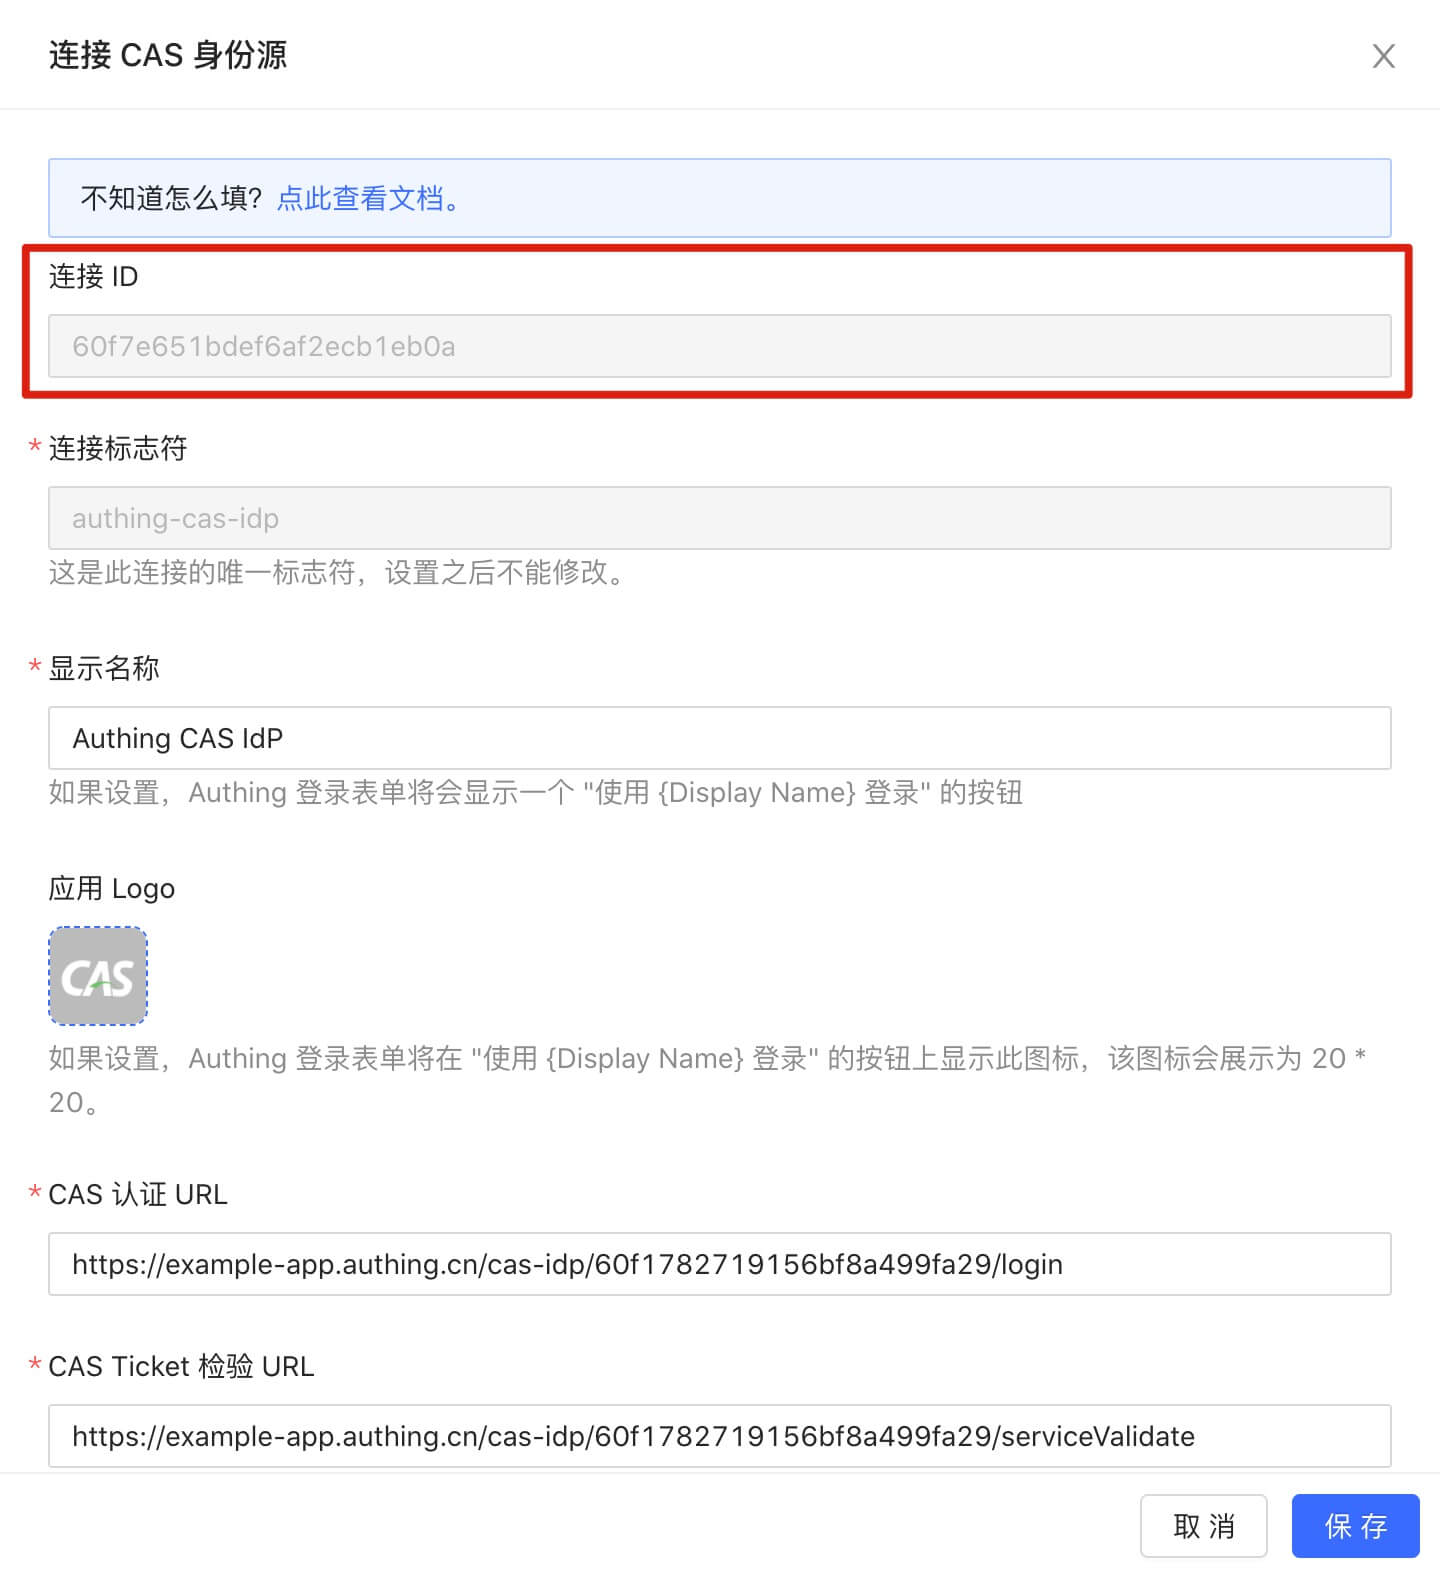 连接 CAS 身份源
不知道怎么填？点此查看文档。
连接 ID
60f7e651bdef6af2ecb1eb0a
* 连接标志符
authing-cas-idp
这是此连接的唯一标志符，设置之后不能修改。
* 显示名称
Authing CAS IdP
如果设置，Authing 登录表单将会显示一个 "使用 {Display Name} 登录" 的按钮
应用 Logo
CAS
如果设置，Authing 登录表单将在 "使用 {Display Name} 登录" 的按钮上显示此图标，该图标会展示为 20 *
20。
* CAS 认证 URL
https://example-app.authing.cn/cas-idp/60f1782719156bf8a499fa29/login
* CAS Ticket 检验 URL
https://example-app.authing.cn/cas-idp/60f1782719156bf8a499fa29/serviceValidate
取 消
保 存